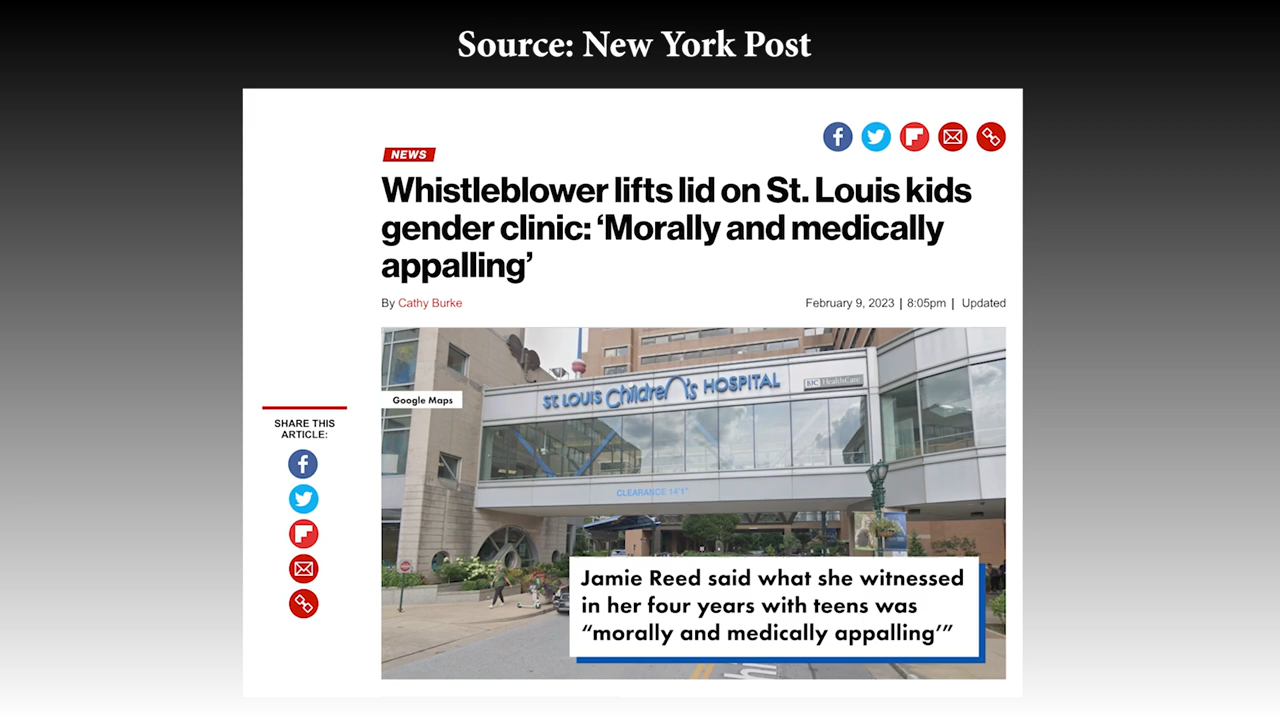 Source: New York Post
NEWS
Whistleblower lifts lid on St. Louis kids
gender clinic: ‘Morally and medically
appalling’
By Cathy Burke
February 9, 2023 | 8:05pm | Updated
SHARE THIS
ARTICLE:
Google Maps
ST. LOUIS Children's HOSPITAL
BJC HealthCare
CLEARANCE 14'1"
Jamie Reed said what she witnessed
in her four years with teens was
“morally and medically appalling’”